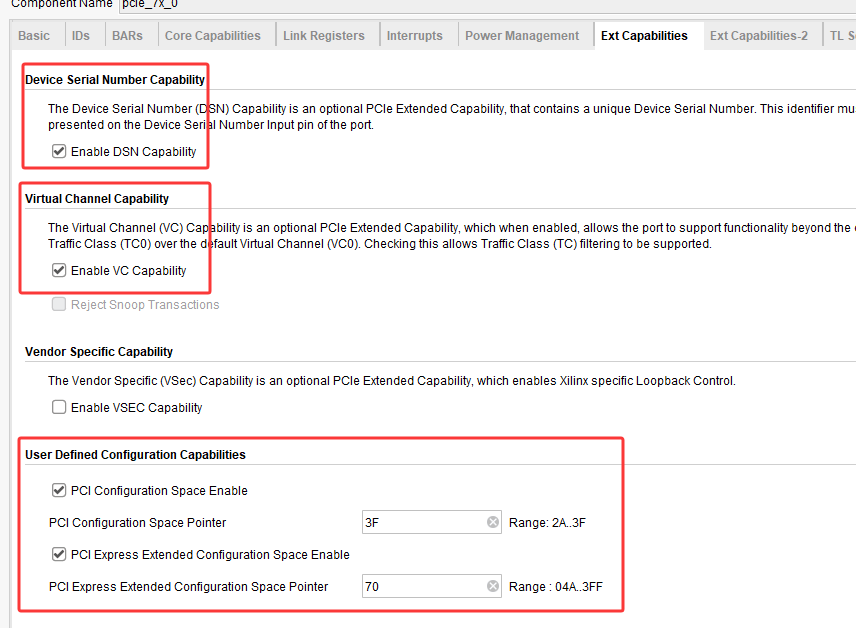 Component Name pcie_7x_0
Basic IDs BARs Core Capabilities Link Registers Interrupts Power Management Ext Capabilities Ext Capabilities-2 TL
Device Serial Number Capability
The Device Serial Number (DSN) Capability is an optional PCIe Extended Capability, that contains a unique Device Serial Number. This identifier
presented on the Device Serial Number Input pin of the port.
Enable DSN Capability
Virtual Channel Capability
The Virtual Channel (VC) Capability is an optional PCIe Extended Capability, which when enabled, allows the port to support functionality beyond the
Traffic Class (TC0) over the default Virtual Channel (VC0). Checking this allows Traffic Class (TC) filtering to be supported.
Enable VC Capability
Reject Snoop Transactions
Vendor Specific Capability
The Vendor Specific (VSec) Capability is an optional PCIe Extended Capability, which enables Xilinx specific Loopback Control.
Enable VSEC Capability
User Defined Configuration Capabilities
PCI Configuration Space Enable
PCI Configuration Space Pointer 3F Range: 2A..3F
PCI Express Extended Configuration Space Enable
PCI Express Extended Configuration Space Pointer 70 Range : 04A..3FF